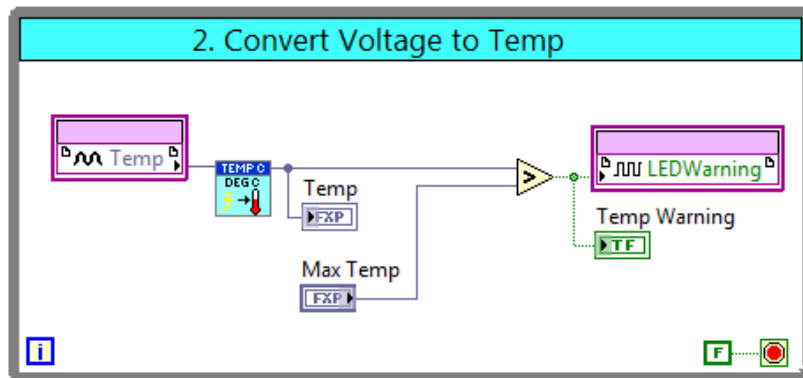 2. Convert Voltage to Temp
Temp
TEMP C
DEG C
Temp
FXP
Max Temp
FXP
>
LEDWarning
Temp Warning
TF
i
F